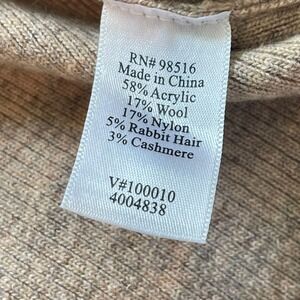 RN# 98516
Made in China
58% Acrylic
17% Wool
17% Nylon
5% Rabbit Hair
3% Cashmere
V#100010
4004838